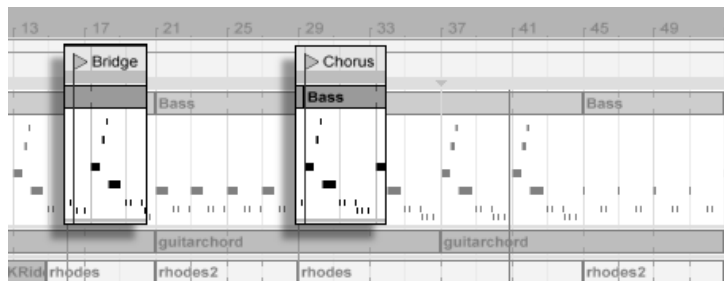 13 17 21 25 29 33 37 41 45 49
Bridge Chorus
Bass Bass Bass
guitarchord guitarchord
KRide rhodes rhodes2 rhodes rhodes2